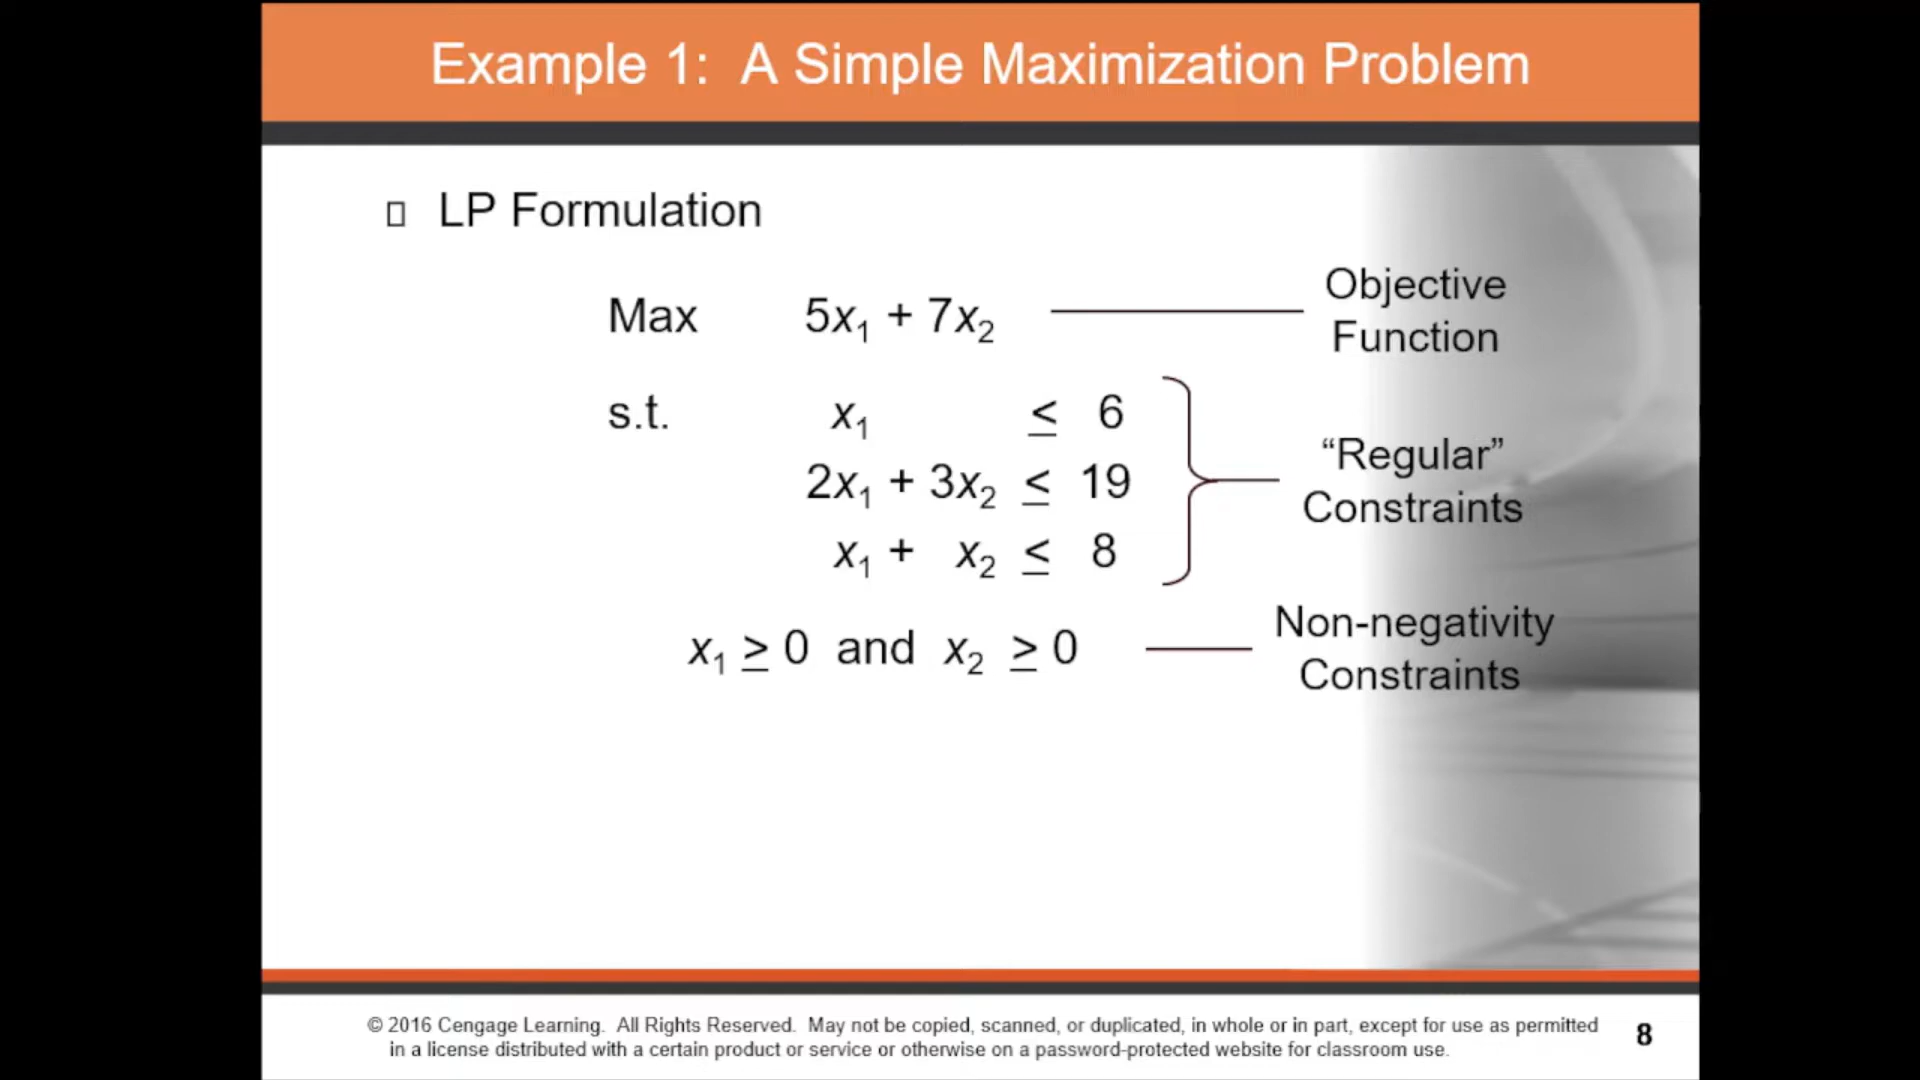 Example 1: A Simple Maximization Problem
LP Formulation
Max 5x₁ + 7x₂
Objective
Function
s.t. x₁ ≤ 6
2x₁ + 3x₂ ≤ 19
x₁ + x₂ ≤ 8
“Regular”
Constraints
x₁ ≥ 0 and x₂ ≥ 0
Non-negativity
Constraints
© 2016 Cengage Learning. All Rights Reserved. May not be copied, scanned, or duplicated, in whole or in part, except for use as permitted
in a license distributed with a certain product or service or otherwise on a password-protected website for classroom use.
8